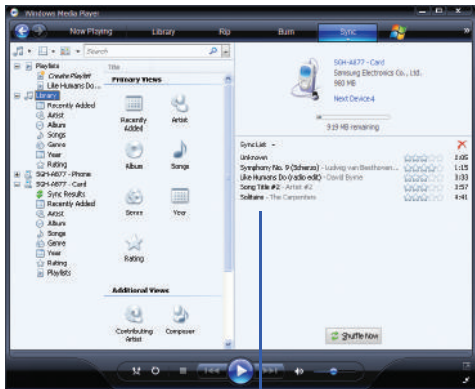 Windows Media Player
Now Playing
Library
Rip
Burn
Sync
Search
Playlists
Create Playlist
Like Humans Do...
Library
Recently Added
Artist
Album
Songs
Genre
Year
Rating
SGH-A877 - Phone
SGH-A877 - Card
Sync Results
Recently Added
Artist
Album
Songs
Genre
Year
Rating
Playlists
Title
Primary Views
Recently Added
Artist
Album
Songs
Genre
Year
Rating
Additional Views
Contributing Artist
Composer
SGH-A877 - Card
Samsung Electronics Co., Ltd.
980 MB
Next Device
919 MB remaining
Sync List
Unknown 1:05
Symphony No. 9 (Scherzo) - Ludwig van Beethoven... 1:15
Like Humans Do (radio edit) - David Byrne 3:33
Song Title #2 - Artist #2 3:57
Solitaire - The Carpenters 4:41
Shuffle Now